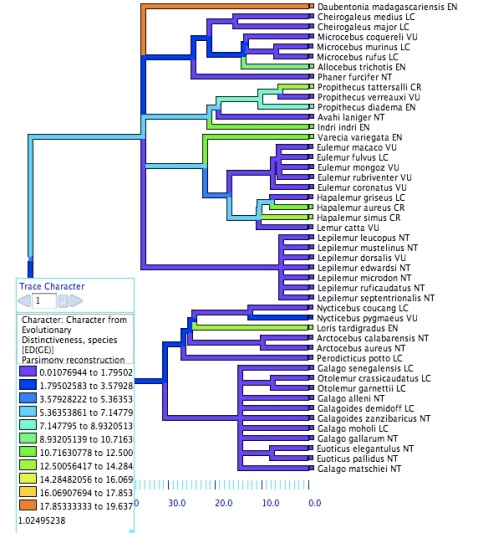 Daubentonia madagascariensis EN
Cheirogaleus medius LC
Cheirogaleus major LC
Microcebus coquereli VU
Microcebus murinus LC
Microcebus rufus LC
Allocebus trichotis EN
Phaner furcifer NT
Propithecus tattersalli CR
Propithecus verreauxi VU
Propithecus diadema EN
Avahi laniger NT
Indri indri EN
Varecia variegata EN
Eulemur macaco VU
Eulemur fulvus LC
Eulemur mongoz VU
Eulemur rubriventer VU
Eulemur coronatus VU
Hapalemur griseus LC
Hapalemur aureus CR
Hapalemur simus CR
Lemur catta VU
Lepilemur leucopus NT
Lepilemur mustelinus NT
Lepilemur dorsalis VU
Lepilemur edwardsi NT
Lepilemur microdon NT
Lepilemur ruficaudatus NT
Lepilemur septentrionalis NT
Nycticebus coucang LC
Nycticebus pygmaeus VU
Loris tardigradus EN
Arctocebus calabarensis NT
Arctocebus aureus NT
Perodicticus potto LC
Galago senegalensis LC
Otolemur crassicaudatus LC
Otolemur garnettii LC
Galago alleni NT
Galagoides demidoff LC
Galagoides zanzibaricus NT
Galago moholi LC
Galago gallarum NT
Euoticus elegantulus NT
Euoticus pallidus NT
Galago matschiei NT
Trace Character
1
Character: Character from
Evolutionary
Distinctiveness, species
[ED(GE)]
Parsimony reconstruction
0.01076944 to 1.79502
1.79502583 to 3.57928
3.57928222 to 5.36353
5.36353861 to 7.14779
7.147795 to 8.9320513
8.93205139 to 10.7163
10.71630778 to 12.500
12.50056417 to 14.284
14.28482056 to 16.069
16.06907694 to 17.853
17.85333333 to 19.637
1.02495238
0 30.0 20.0 10.0 0.0